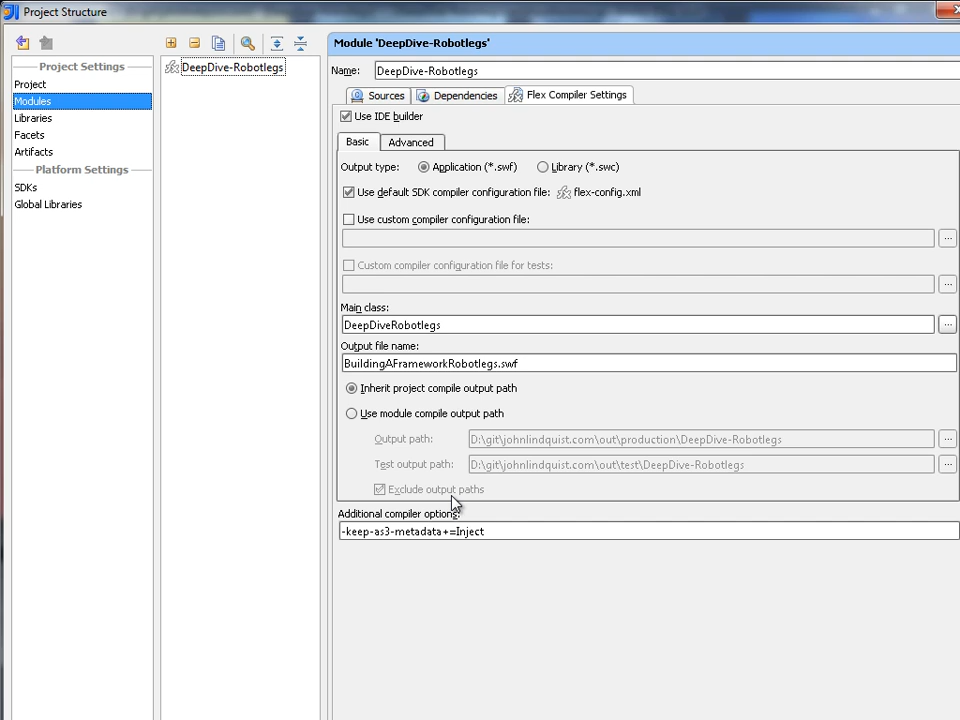 Project Structure
Project Settings
Project
Modules
Libraries
Facets
Artifacts
Platform Settings
SDKs
Global Libraries
DeepDive-Robotlegs
Module 'DeepDive-Robotlegs'
Name: DeepDive-Robotlegs
Sources Dependencies Flex Compiler Settings
Use IDE builder
Basic Advanced
Output type: Application (*.swf) Library (*.swc)
Use default SDK compiler configuration file: flex-config.xml
Use custom compiler configuration file:
...
Custom compiler configuration file for tests:
...
Main class:
DeepDiveRobotlegs ...
Output file name:
BuildingAFrameworkRobotlegs.swf
Inherit project compile output path
Use module compile output path
Output path: D:\git\johnlindquist.com\out\production\DeepDive-Robotlegs ...
Test output path: D:\git\johnlindquist.com\out\test\DeepDive-Robotlegs ...
Exclude output paths
Additional compiler options:
-keep-as3-metadata+=Inject